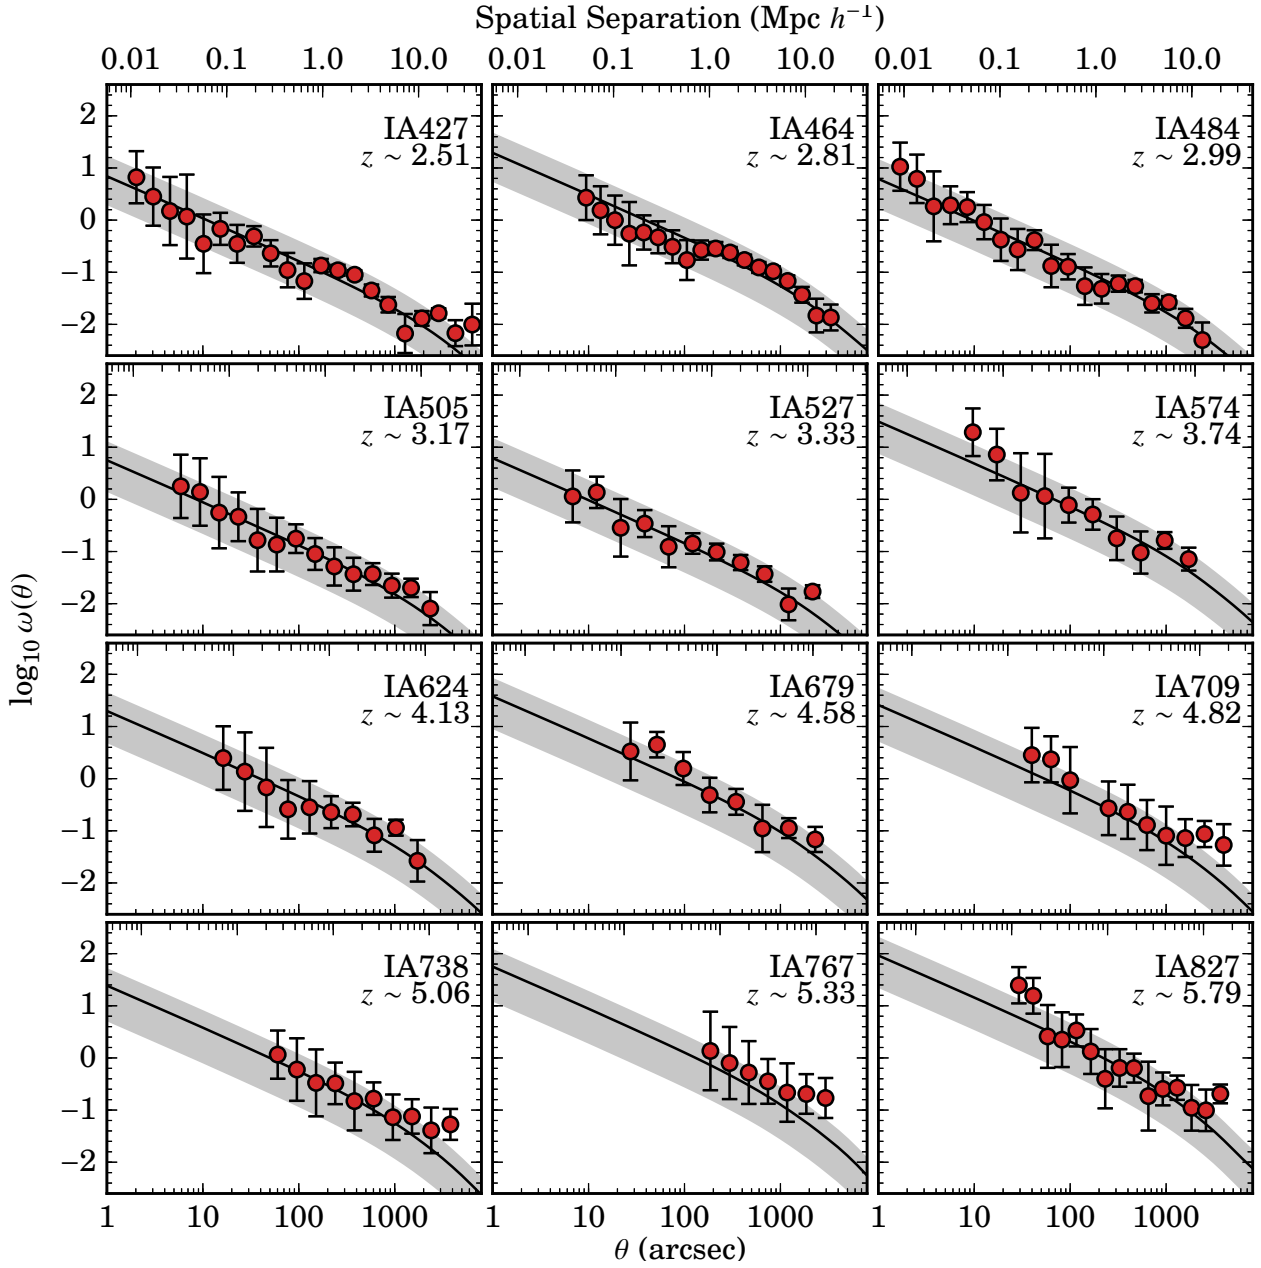 Spatial Separation (Mpc h⁻¹)
0.01 0.1 1.0 10.0 0.01 0.1 1.0 10.0 0.01 0.1 1.0 10.0
2
1
0
−1
−2
IA427
z ~ 2.51
IA464
z ~ 2.81
IA484
z ~ 2.99
2
1
0
−1
−2
IA505
z ~ 3.17
IA527
z ~ 3.33
IA574
z ~ 3.74
log₁₀ ω(θ)
2
1
0
−1
−2
IA624
z ~ 4.13
IA679
z ~ 4.58
IA709
z ~ 4.82
2
1
0
−1
−2
IA738
z ~ 5.06
IA767
z ~ 5.33
IA827
z ~ 5.79
1 10 100 1000 1 10 100 1000 1 10 100 1000
θ (arcsec)